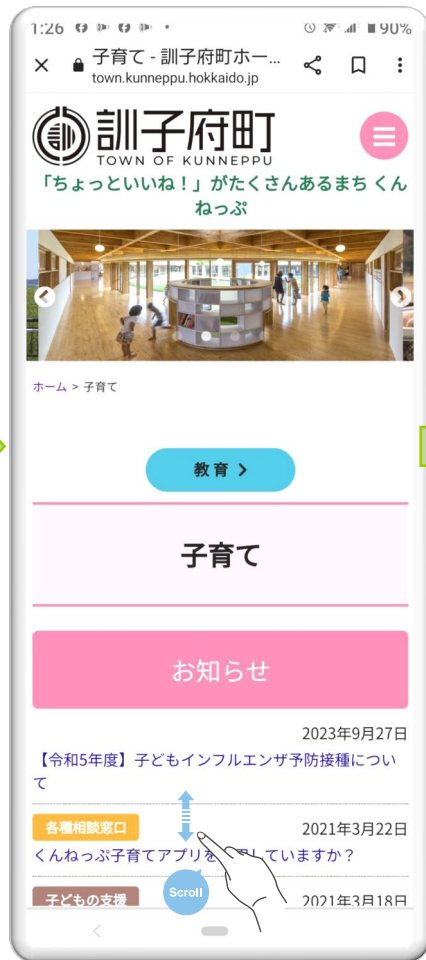 1:26
90%
子育て - 訓子府町ホー...
town.kunneppu.hokkaido.jp
訓子府町
TOWN OF KUNNEPPU
「ちょっといいね！」がたくさんあるまち くん
ねっぷ
ホーム > 子育て
教育
子育て
お知らせ
2023年9月27日
【令和5年度】子どもインフルエンザ予防接種につい
て
各種相談窓口
2021年3月22日
くんねっぷ子育てアプリを
していますか？
子どもの支援
2021年3月18日
Scroll